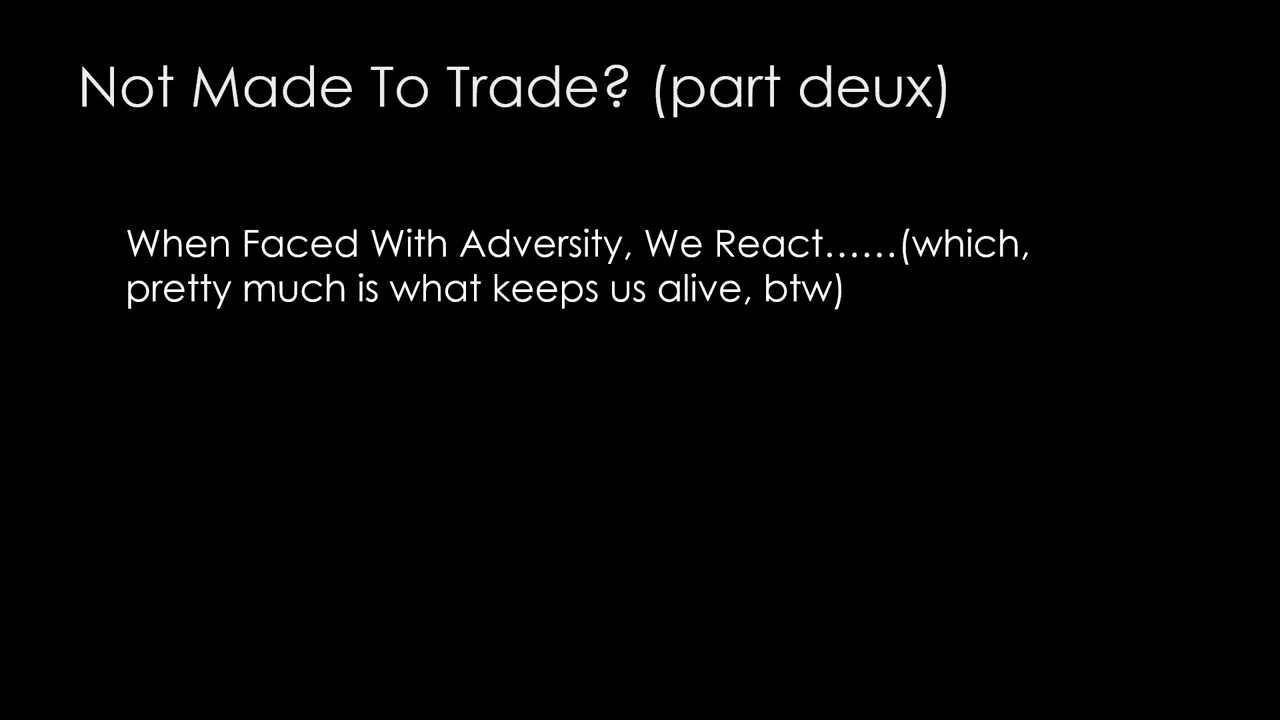 Not Made To Trade? (part deux)
When Faced With Adversity, We React......(which,
pretty much is what keeps us alive, btw)